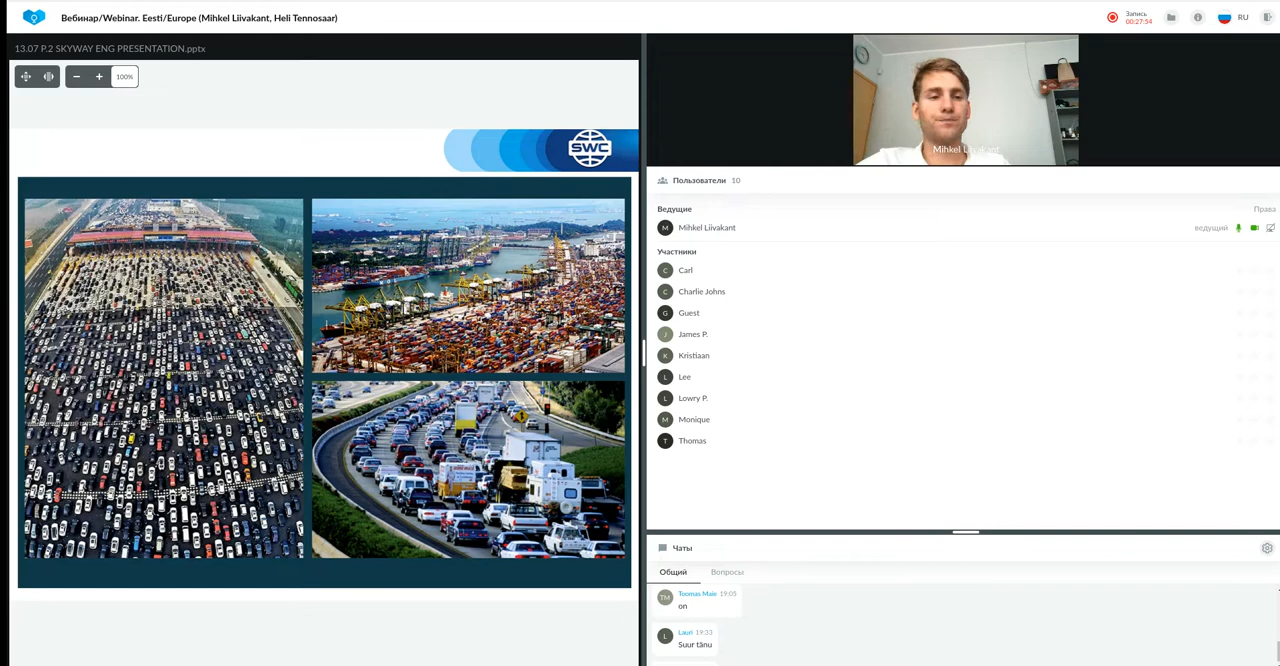 Вебинар/Webinar. Eesti/Europe (Mihkel Liivakant, Heli Tennosaar)
Запись
00:27:54
RU
13.07 P.2 SKYWAY ENG PRESENTATION.pptx
100%
SWC
Mihkel Liivakant
Пользователи 10
Ведущие
Права
M
Mihkel Liivakant
ведущий
Участники
C
Carl
C
Charlie Johns
G
Guest
J
James P.
K
Kristiaan
L
Lee
L
Lowry P.
M
Monique
T
Thomas
Чаты
Общий
Вопросы
TM
Toomas Maie 19:05
on
L
Lauri 19:33
Suur tänu